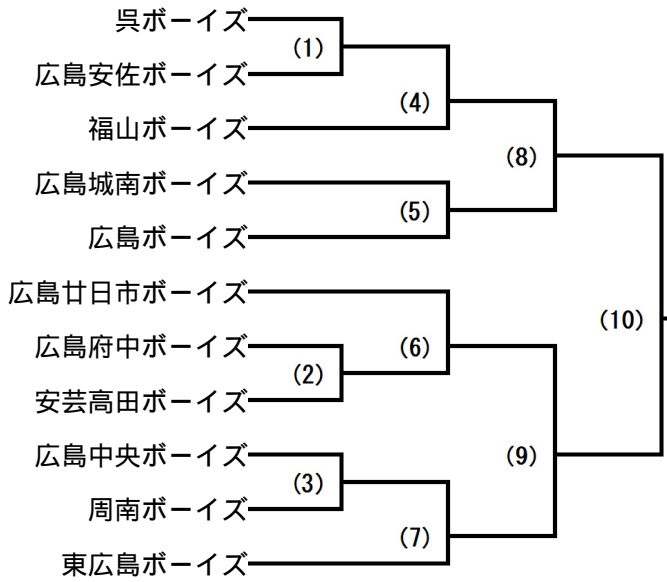 呉ボーイズ
(1)
広島安佐ボーイズ
(4)
福山ボーイズ
(8)
広島城南ボーイズ
(5)
広島ボーイズ
広島廿日市ボーイズ
(10)
広島府中ボーイズ
(6)
(2)
安芸高田ボーイズ
広島中央ボーイズ
(9)
(3)
周南ボーイズ
(7)
東広島ボーイズ